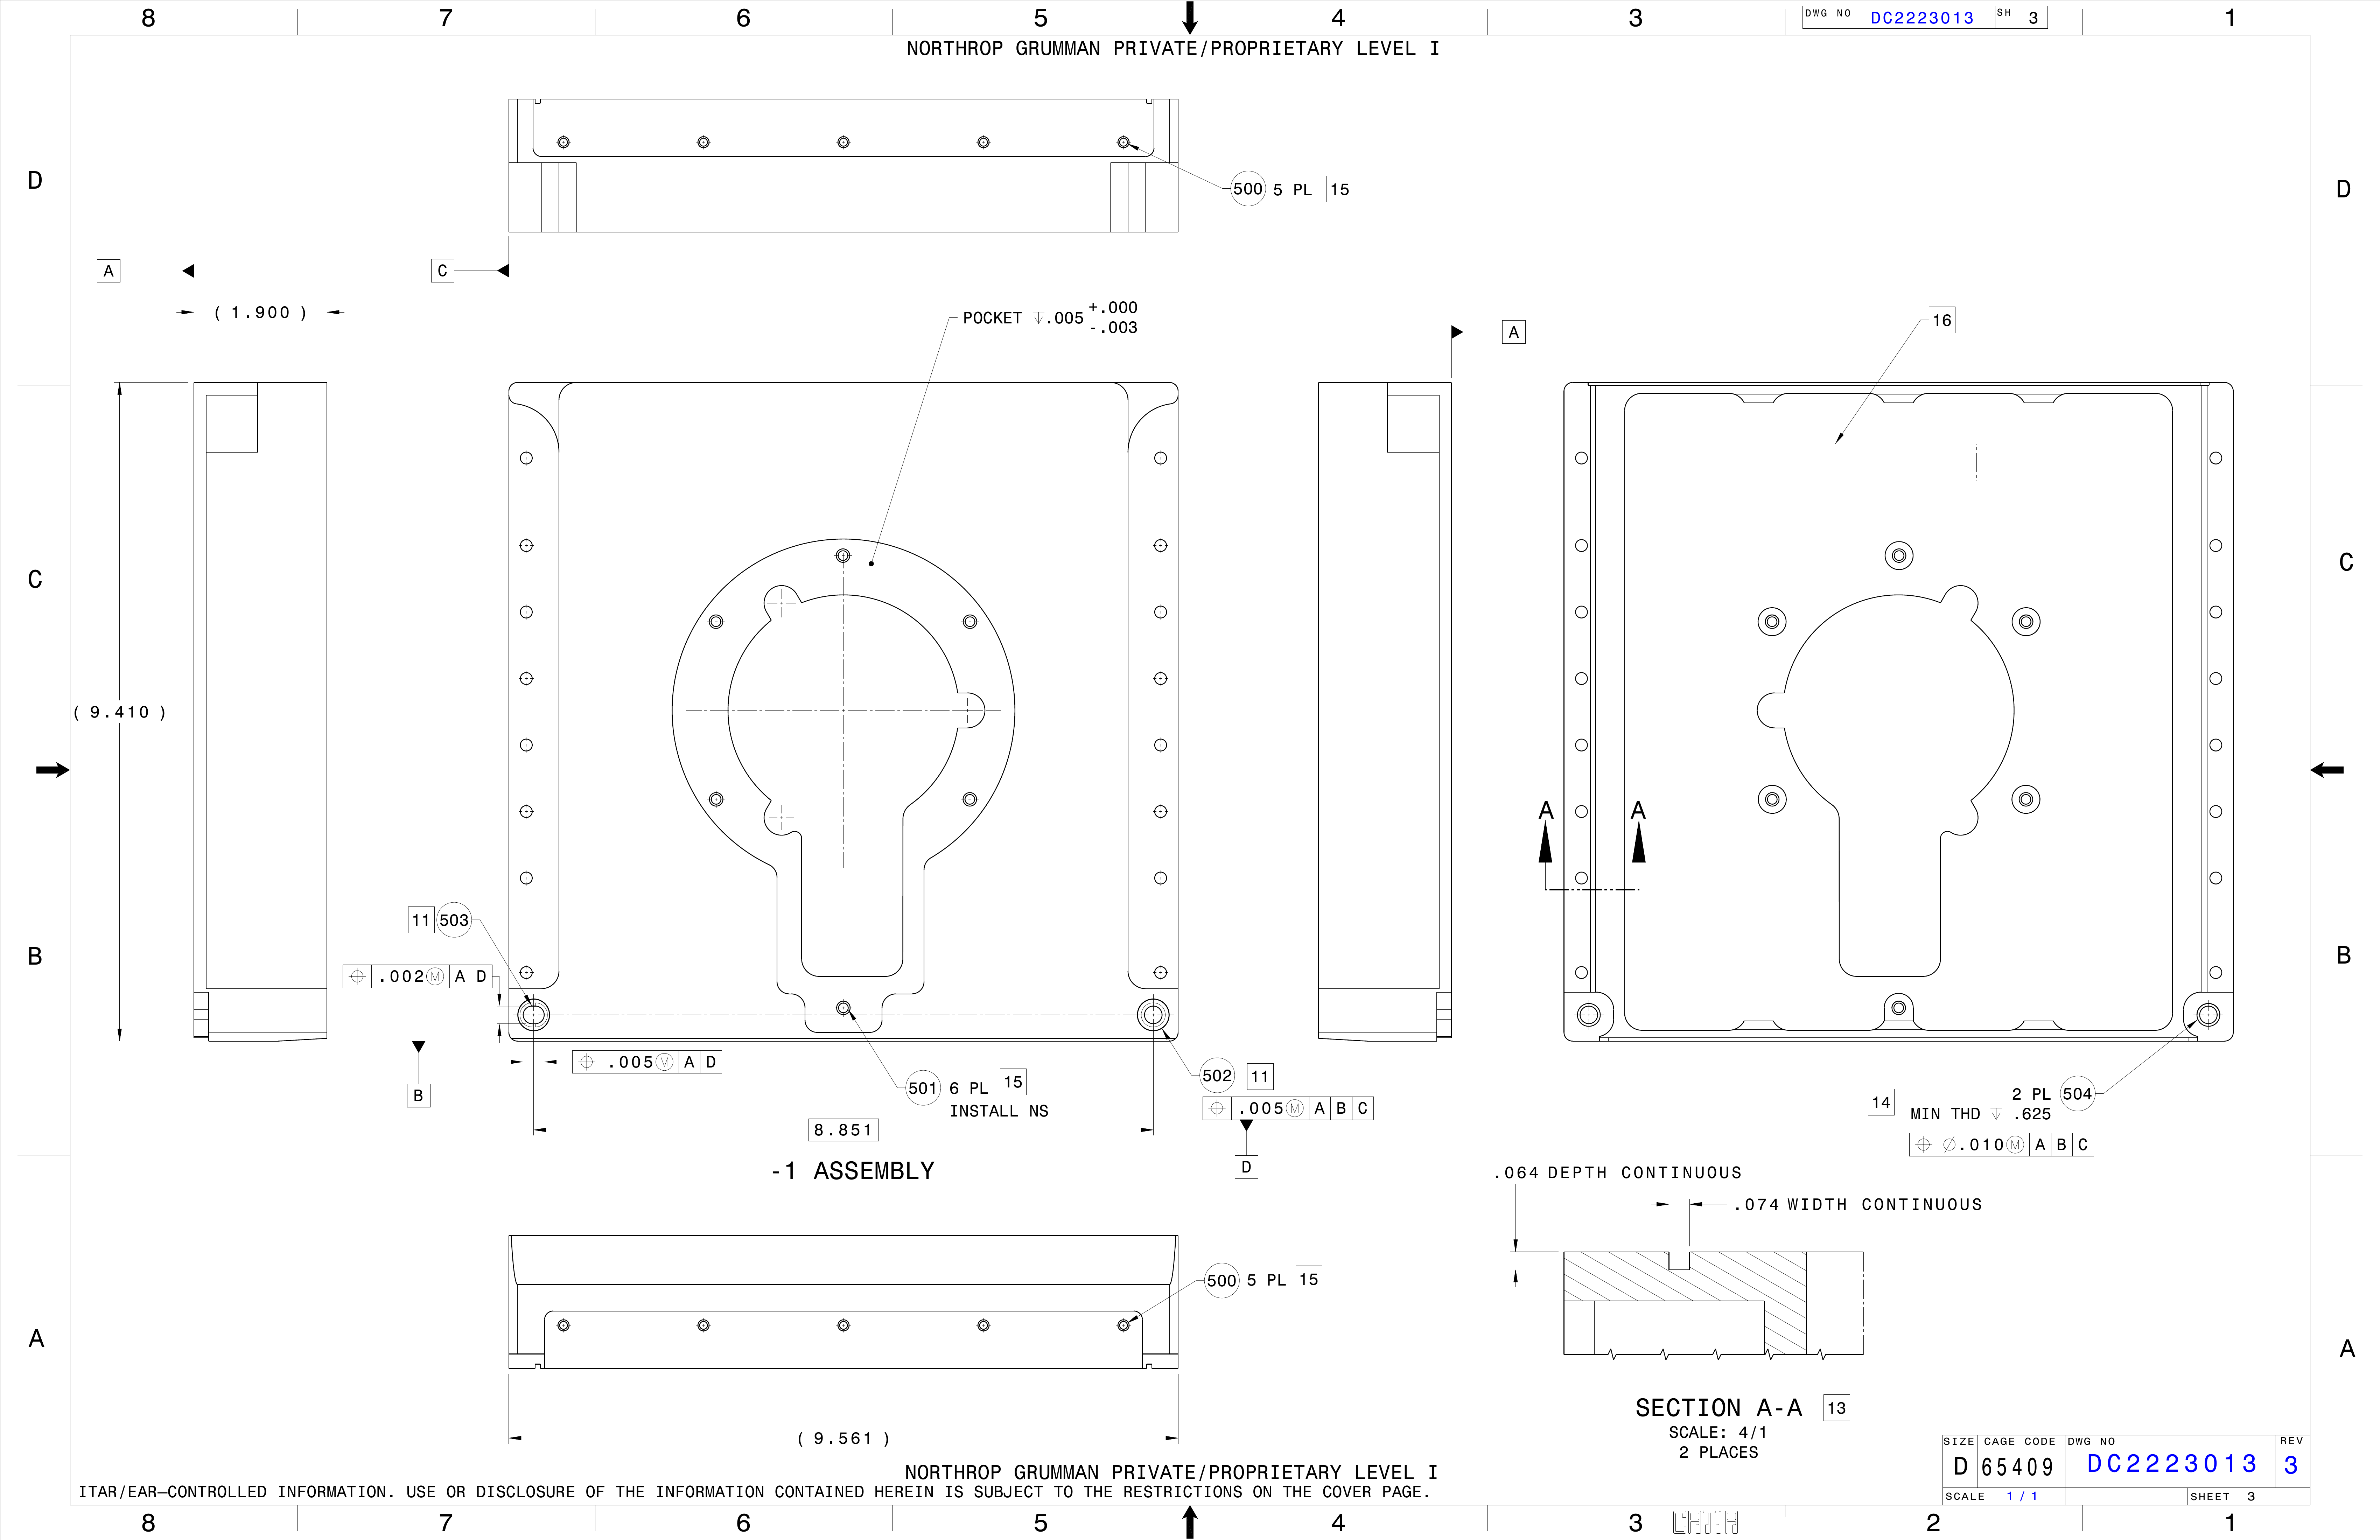 8 7 6 5 4 3 1
DWG NO DC2223013 SH 3
NORTHROP GRUMMAN PRIVATE/PROPRIETARY LEVEL I
D D
500 5 PL 15
A C
( 1.900 )
POCKET ↧.005 +.000
-.003
A
16
C C
( 9.410 )
A A
11 503
B B
⌖ .002Ⓜ A D
⌖ .005Ⓜ A D
B
501 6 PL 15
INSTALL NS
502 11
⌖ .005Ⓜ A B C
D
8.851
-1 ASSEMBLY
14 2 PL 504
MIN THD ↧ .625
⌖ ⌀.010Ⓜ A B C
.064 DEPTH CONTINUOUS
.074 WIDTH CONTINUOUS
500 5 PL 15
A A
( 9.561 )
SECTION A-A 13
SCALE: 4/1
2 PLACES
SIZE CAGE CODE DWG NO REV
D 65409 DC2223013 3
SCALE 1 / 1 SHEET 3
NORTHROP GRUMMAN PRIVATE/PROPRIETARY LEVEL I
ITAR/EAR—CONTROLLED INFORMATION. USE OR DISCLOSURE OF THE INFORMATION CONTAINED HEREIN IS SUBJECT TO THE RESTRICTIONS ON THE COVER PAGE.
8 7 6 5 4 3 CATIA 2 1